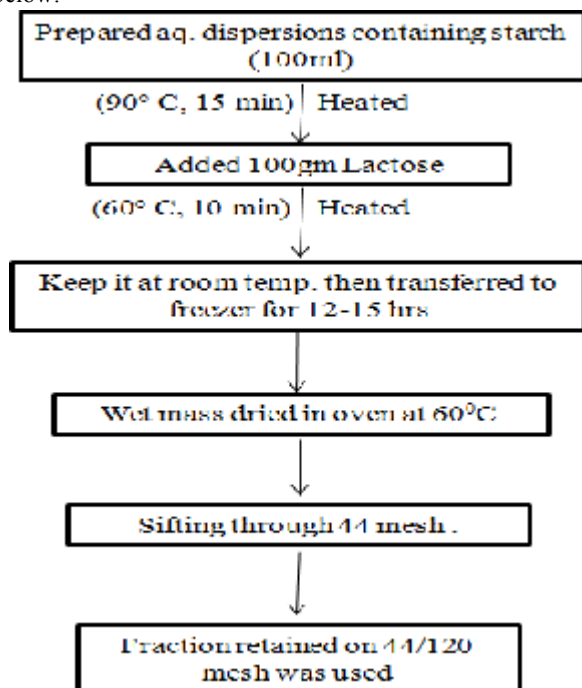 below.
Prepared aq. dispersions containing starch
(100ml)
(90° C, 15 min) Heated
Added 100gm Lactose
(60° C, 10 min) Heated
Keep it at room temp. then transferred to
freezer for 12-15 hrs
Wet mass dried in oven at 60⁰C
Sifting through 44 mesh .
Fraction retained on 44/120
mesh was used